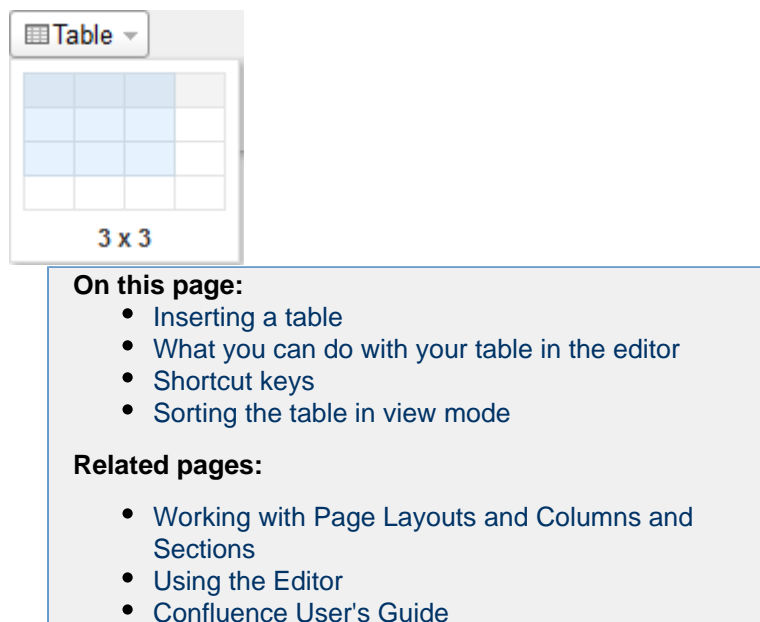 Table
3 x 3
On this page:
Inserting a table
What you can do with your table in the editor
Shortcut keys
Sorting the table in view mode
Related pages:
Working with Page Layouts and Columns and
Sections
Using the Editor
Confluence User's Guide